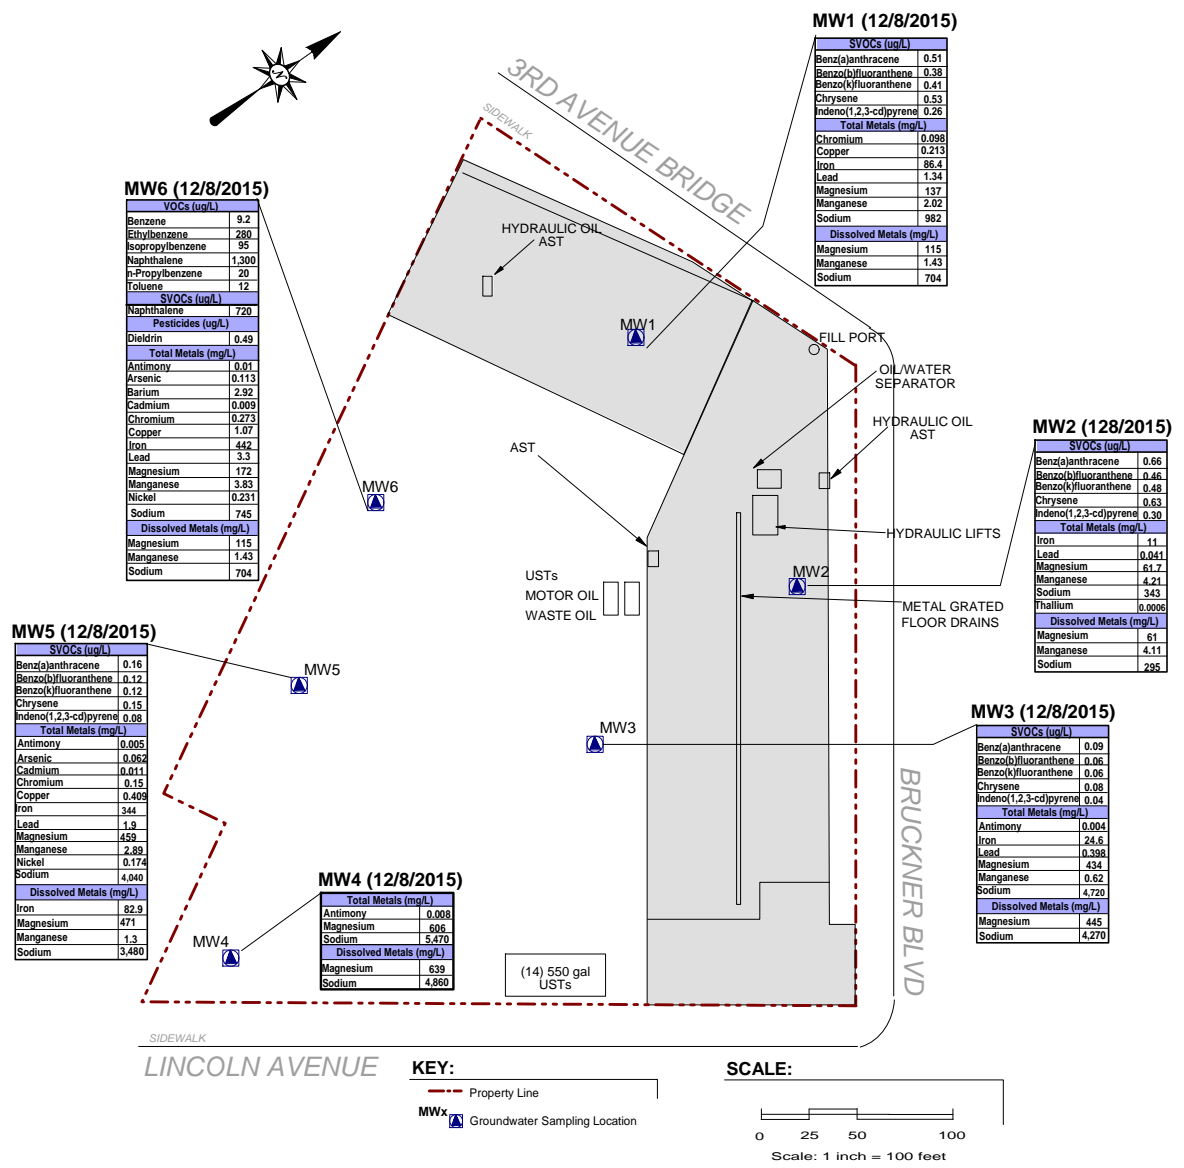 MW1 (12/8/2015)
SVOCs (ug/L)
Benz(a)anthracene 0.51
Benzo(b)fluoranthene 0.38
Benzo(k)fluoranthene 0.41
Chrysene 0.53
Indeno(1,2,3-cd)pyrene 0.26
Total Metals (mg/L)
Chromium 0.098
Copper 0.213
Iron 86.4
Lead 1.34
Magnesium 137
Manganese 2.02
Sodium 982
Dissolved Metals (mg/L)
Magnesium 115
Manganese 1.43
Sodium 704
N
3RD AVENUE BRIDGE
SIDEWALK
MW6 (12/8/2015)
VOCs (ug/L)
Benzene 9.2
Ethylbenzene 280
Isopropylbenzene 95
Naphthalene 1,300
n-Propylbenzene 20
Toluene 12
SVOCs (ug/L)
Naphthalene 720
Pesticides (ug/L)
Dieldrin 0.49
Total Metals (mg/L)
Antimony 0.01
Arsenic 0.113
Barium 2.92
Cadmium 0.009
Chromium 0.273
Copper 1.07
Iron 442
Lead 3.3
Magnesium 172
Manganese 3.83
Nickel 0.231
Sodium 745
Dissolved Metals (mg/L)
Magnesium 115
Manganese 1.43
Sodium 704
HYDRAULIC OIL
AST
MW1
FILL PORT
OIL/WATER
SEPARATOR
HYDRAULIC OIL
AST
AST
MW6
HYDRAULIC LIFTS
MW2
USTs
MOTOR OIL
WASTE OIL
METAL GRATED
FLOOR DRAINS
MW2 (128/2015)
SVOCs (ug/L)
Benz(a)anthracene 0.66
Benzo(b)fluoranthene 0.46
Benzo(k)fluoranthene 0.48
Chrysene 0.63
Indeno(1,2,3-cd)pyrene 0.30
Total Metals (mg/L)
Iron 11
Lead 0.041
Magnesium 61.7
Manganese 4.21
Sodium 343
Thallium 0.0006
Dissolved Metals (mg/L)
Magnesium 61
Manganese 4.11
Sodium 295
MW5 (12/8/2015)
SVOCs (ug/L)
Benz(a)anthracene 0.16
Benzo(b)fluoranthene 0.12
Benzo(k)fluoranthene 0.12
Chrysene 0.15
Indeno(1,2,3-cd)pyrene 0.08
Total Metals (mg/L)
Antimony 0.005
Arsenic 0.062
Cadmium 0.011
Chromium 0.15
Copper 0.409
Iron 344
Lead 1.9
Magnesium 459
Manganese 2.89
Nickel 0.174
Sodium 4,040
Dissolved Metals (mg/L)
Iron 82.9
Magnesium 471
Manganese 1.3
Sodium 3,480
MW5
MW3
MW3 (12/8/2015)
SVOCs (ug/L)
Benz(a)anthracene 0.09
Benzo(b)fluoranthene 0.06
Benzo(k)fluoranthene 0.06
Chrysene 0.08
Indeno(1,2,3-cd)pyrene 0.04
Total Metals (mg/L)
Antimony 0.004
Iron 24.6
Lead 0.398
Magnesium 434
Manganese 0.62
Sodium 4,720
Dissolved Metals (mg/L)
Magnesium 445
Sodium 4,270
BRUCKNER BLVD
MW4 (12/8/2015)
Total Metals (mg/L)
Antimony 0.008
Magnesium 606
Sodium 5,470
Dissolved Metals (mg/L)
Magnesium 639
Sodium 4,860
MW4
(14) 550 gal
USTs
SIDEWALK
LINCOLN AVENUE
KEY:
Property Line
MWx Groundwater Sampling Location
SCALE:
0 25 50 100
Scale: 1 inch = 100 feet